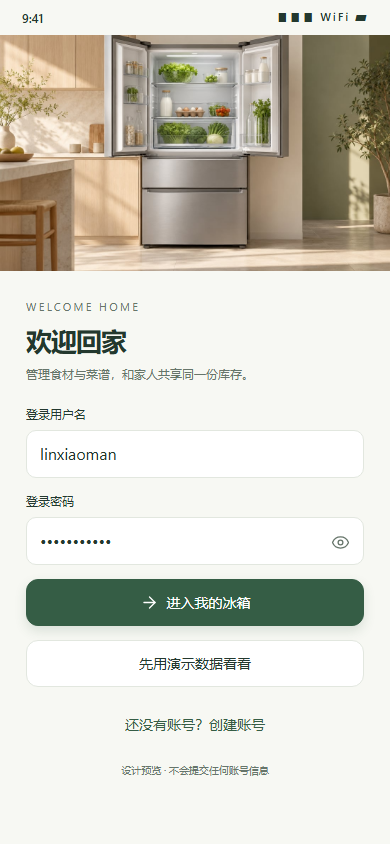 9:41
WiFi
WELCOME HOME
欢迎回家
管理食材与菜谱，和家人共享同一份库存。
登录用户名
linxiaoman
登录密码
•••••••••••
进入我的冰箱
先用演示数据看看
还没有账号？创建账号
设计预览 · 不会提交任何账号信息